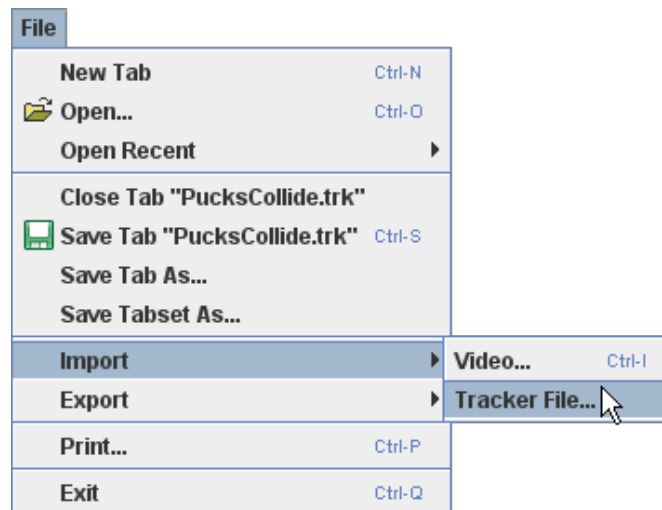 File
New Tab Ctrl-N
Open... Ctrl-O
Open Recent
Close Tab "PucksCollide.trk"
Save Tab "PucksCollide.trk" Ctrl-S
Save Tab As...
Save Tabset As...
Import Video... Ctrl-I
Export Tracker File...
Print... Ctrl-P
Exit Ctrl-Q